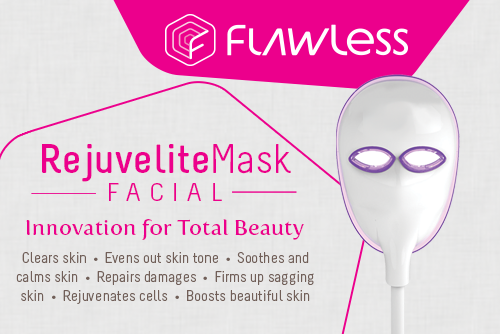 FLAWLESS
RejuveliteMask
FACIAL
Innovation for Total Beauty
Clears skin • Evens out skin tone • Soothes and
calms skin • Repairs damages • Firms up sagging
skin • Rejuvenates cells • Boosts beautiful skin